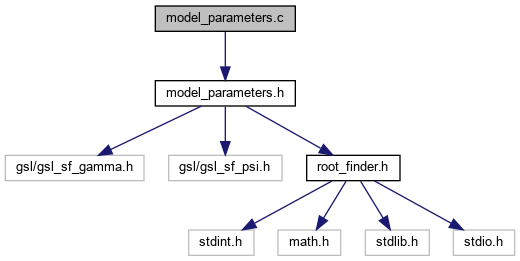 model_parameters.c
model_parameters.h
gsl/gsl_sf_gamma.h
gsl/gsl_sf_psi.h
root_finder.h
stdint.h
math.h
stdlib.h
stdio.h